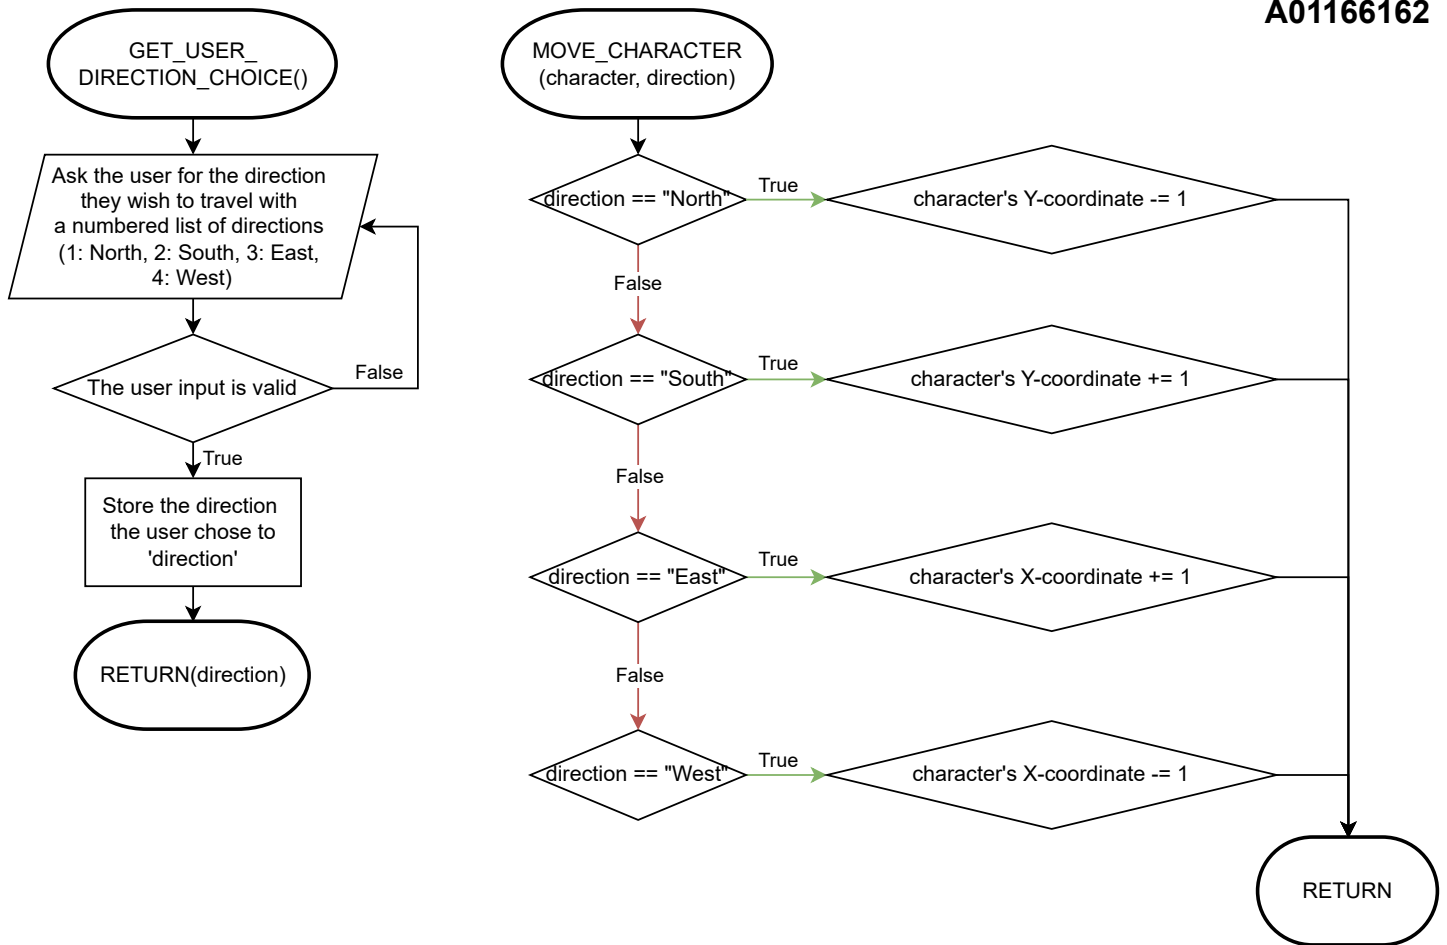 A01166162
GET_USER_
DIRECTION_CHOICE()
Ask the user for the direction
they wish to travel with
a numbered list of directions
(1: North, 2: South, 3: East,
4: West)
The user input is valid
False
True
Store the direction
the user chose to
'direction'
RETURN(direction)
MOVE_CHARACTER
(character, direction)
direction == "North"
True
character's Y-coordinate -= 1
False
direction == "South"
True
character's Y-coordinate += 1
False
direction == "East"
True
character's X-coordinate += 1
False
direction == "West"
True
character's X-coordinate -= 1
RETURN